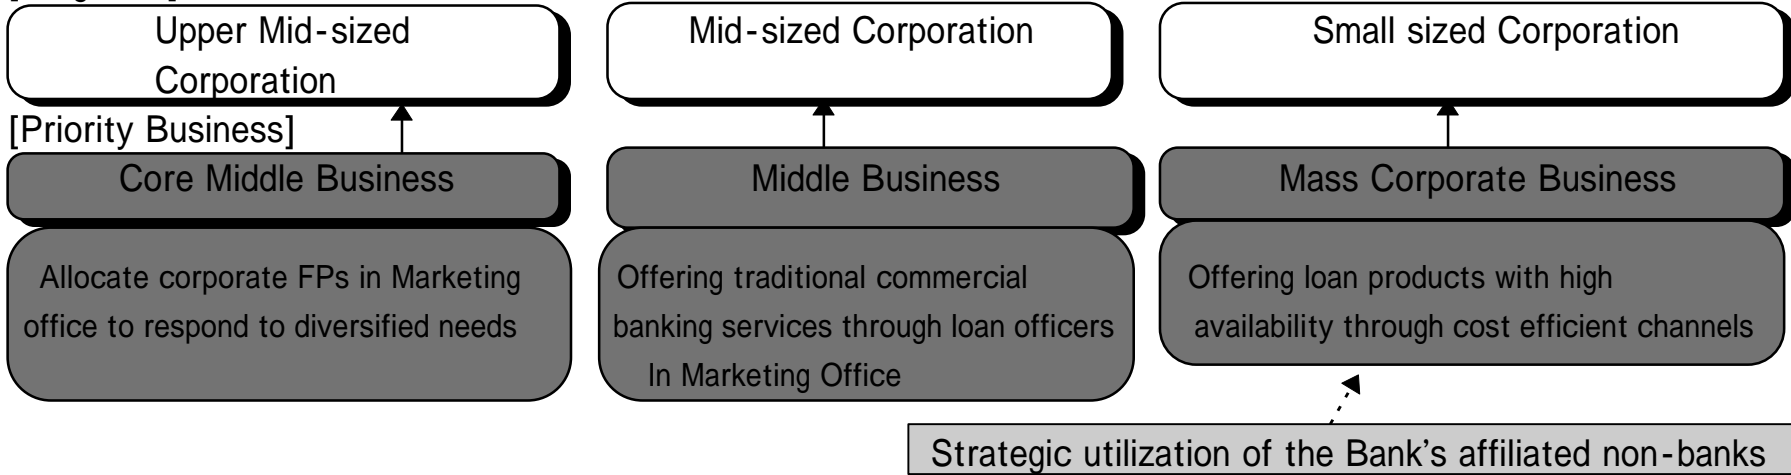 Upper Mid-sized
Corporation
Mid-sized Corporation
Small sized Corporation
[Priority Business]
Core Middle Business
Middle Business
Mass Corporate Business
Allocate corporate FPs in Marketing
office to respond to diversified needs
Offering traditional commercial
banking services through loan officers
In Marketing Office
Offering loan products with high
availability through cost efficient channels
Strategic utilization of the Bank's affiliated non-banks